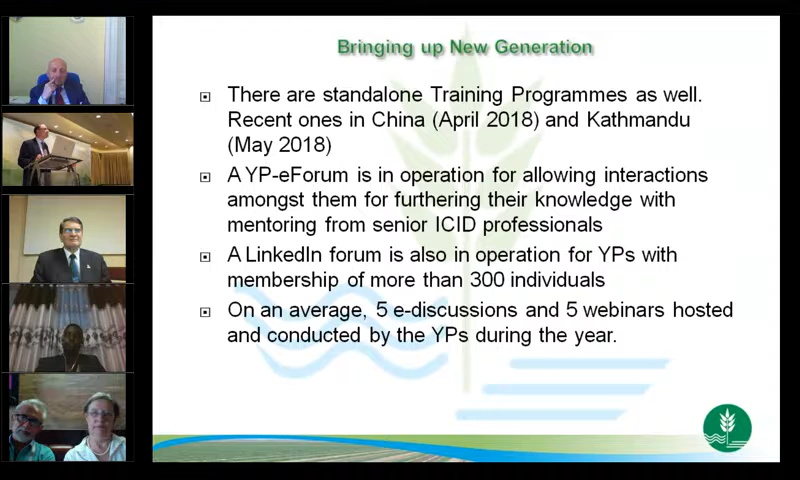 Bringing up New Generation
There are standalone Training Programmes as well.
Recent ones in China (April 2018) and Kathmandu
(May 2018)
A YP-eForum is in operation for allowing interactions
amongst them for furthering their knowledge with
mentoring from senior ICID professionals
A LinkedIn forum is also in operation for YPs with
membership of more than 300 individuals
On an average, 5 e-discussions and 5 webinars hosted
and conducted by the YPs during the year.